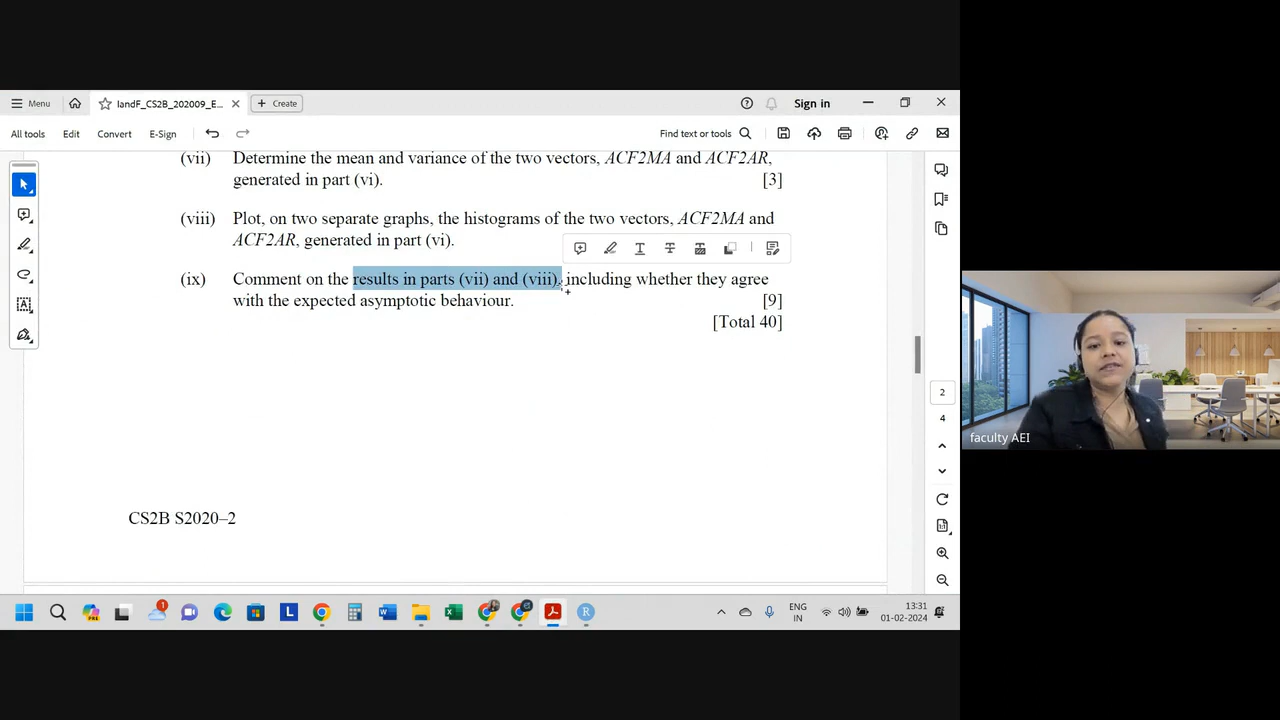 Menu
landF_CS2B_202009_E...
Create
Sign in
All tools
Edit
Convert
E-Sign
Find text or tools
(vii) Determine the mean and variance of the two vectors, ACF2MA and ACF2AR,
generated in part (vi). [3]
(viii) Plot, on two separate graphs, the histograms of the two vectors, ACF2MA and
ACF2AR, generated in part (vi).
(ix) Comment on the results in parts (vii) and (viii), including whether they agree
with the expected asymptotic behaviour. [9]
[Total 40]
2
4
CS2B S2020–2
faculty AEI
1
PRE
L
ENG
IN
13:31
01-02-2024